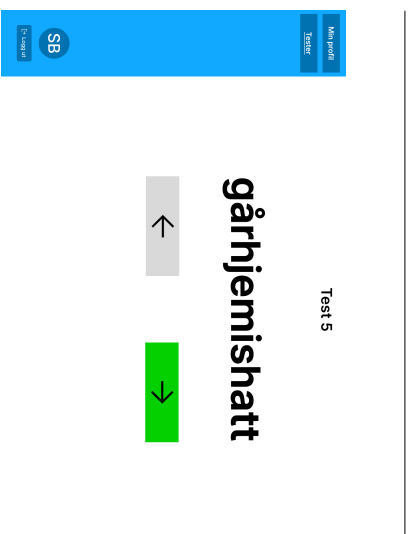 Min profil
Tester
SB
Logg ut
Test 5
gårhjemishatt